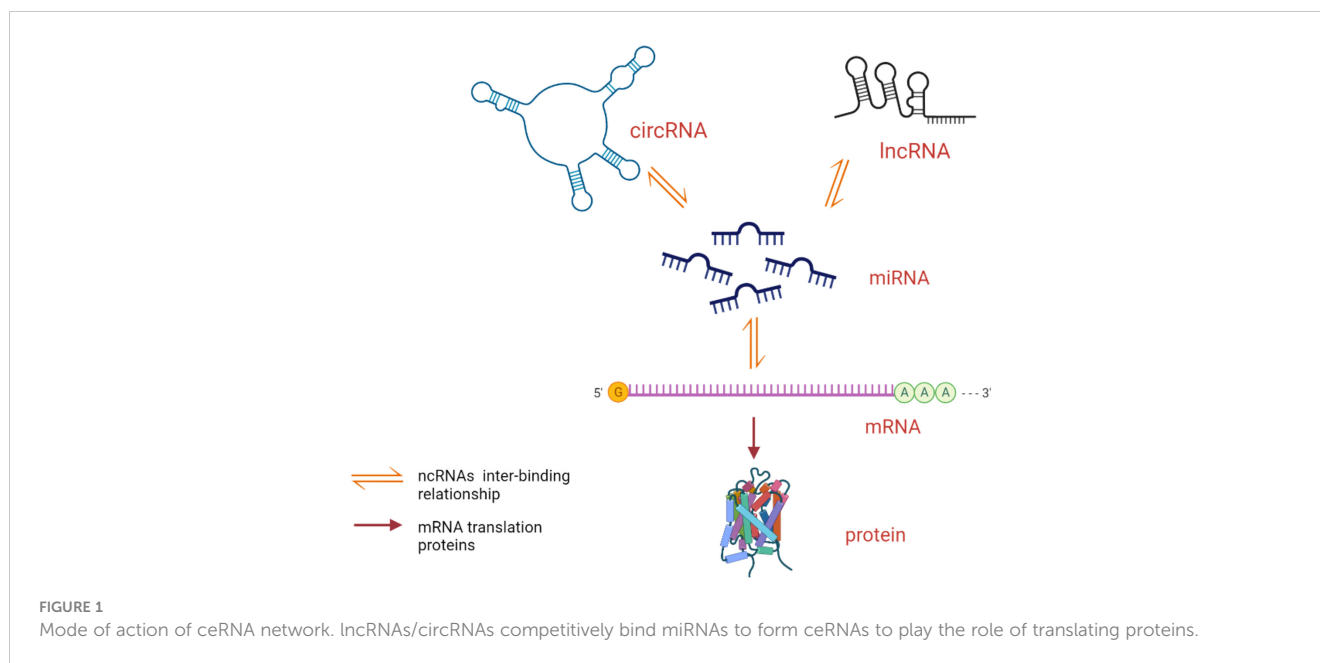 circRNA
lncRNA
miRNA
5' G A A A --- 3'
mRNA
ncRNAs inter-binding
relationship
mRNA translation
proteins
protein
FIGURE 1
Mode of action of ceRNA network. lncRNAs/circRNAs competitively bind miRNAs to form ceRNAs to play the role of translating proteins.